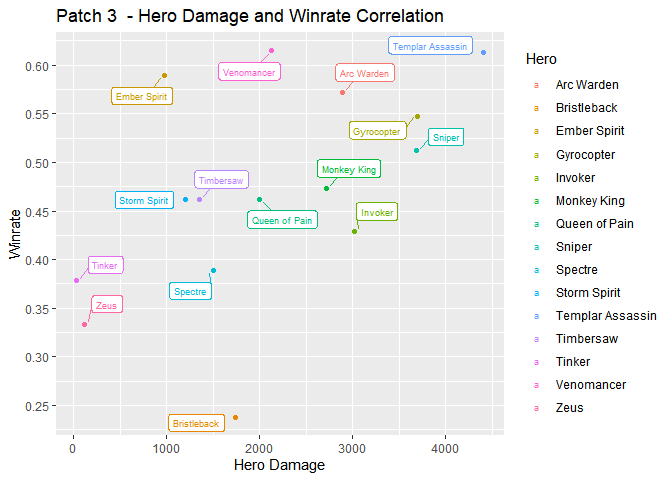 Patch 3  - Hero Damage and Winrate Correlation
Templar Assassin
Venomancer
Arc Warden
Ember Spirit
Gyrocopter
Sniper
Monkey King
Timbersaw
Storm Spirit
Queen of Pain
Invoker
Tinker
Spectre
Zeus
Bristleback
0.60
0.55
0.50
0.45
0.40
0.35
0.30
0.25
Winrate
0
1000
2000
3000
4000
Hero Damage
Hero
a Arc Warden
a Bristleback
a Ember Spirit
a Gyrocopter
a Invoker
a Monkey King
a Queen of Pain
a Sniper
a Spectre
a Storm Spirit
a Templar Assassin
a Timbersaw
a Tinker
a Venomancer
a Zeus